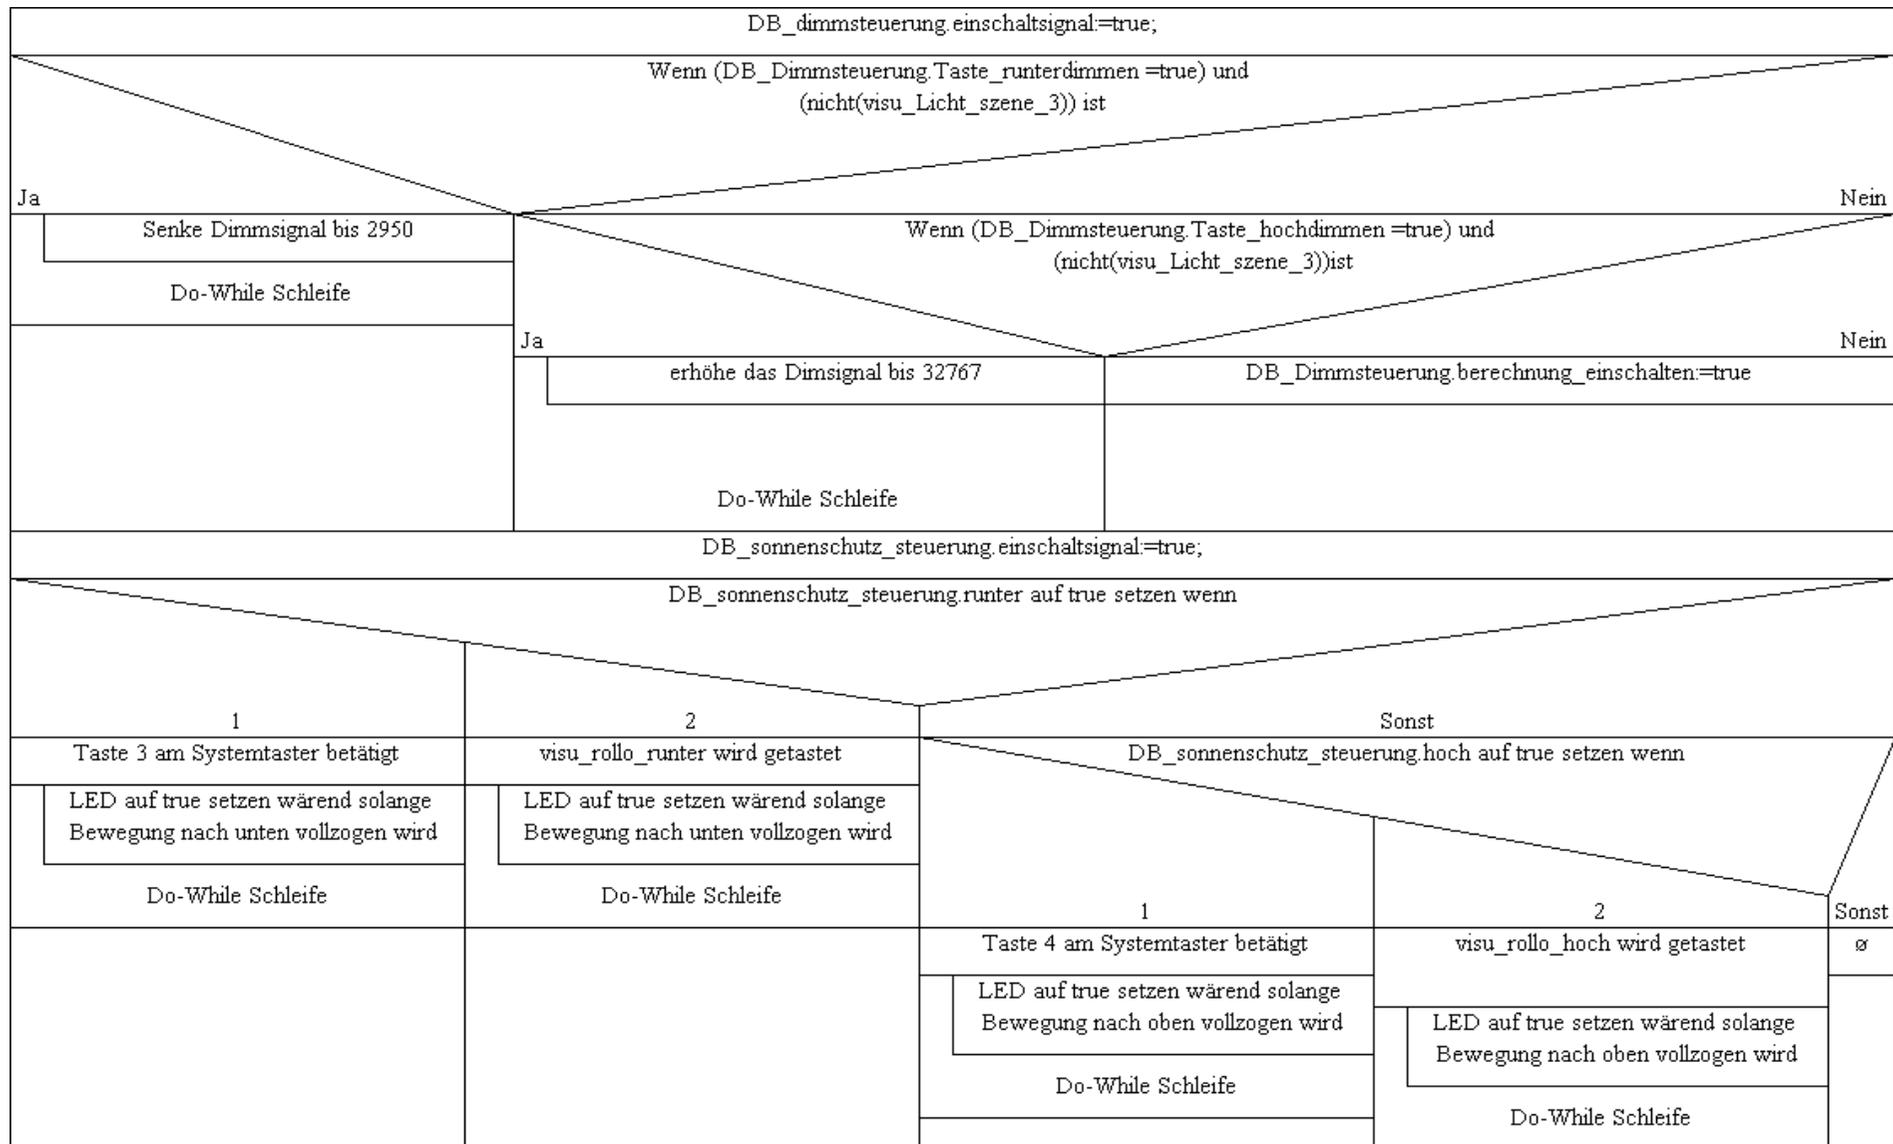 DB_dimmsteuerung.einschaltsignal:=true;
Wenn (DB_Dimmsteuerung.Taste_runterdimmen =true) und
(nicht(visu_Licht_szene_3)) ist
Ja
Nein
Senke Dimmsignal bis 2950
Do-While Schleife
Wenn (DB_Dimmsteuerung.Taste_hochdimmen =true) und
(nicht(visu_Licht_szene_3))ist
Ja
Nein
erhöhe das Dimsignal bis 32767
Do-While Schleife
DB_Dimmsteuerung.berechnung_einschalten:=true
DB_sonnenschutz_steuerung.einschaltsignal:=true;
DB_sonnenschutz_steuerung.runter auf true setzen wenn
1
2
Sonst
Taste 3 am Systemtaster betätigt
LED auf true setzen wärend solange
Bewegung nach unten vollzogen wird
Do-While Schleife
visu_rollo_runter wird getastet
LED auf true setzen wärend solange
Bewegung nach unten vollzogen wird
Do-While Schleife
DB_sonnenschutz_steuerung.hoch auf true setzen wenn
1
2
Sonst
Taste 4 am Systemtaster betätigt
LED auf true setzen wärend solange
Bewegung nach oben vollzogen wird
Do-While Schleife
visu_rollo_hoch wird getastet
LED auf true setzen wärend solange
Bewegung nach oben vollzogen wird
Do-While Schleife
ø